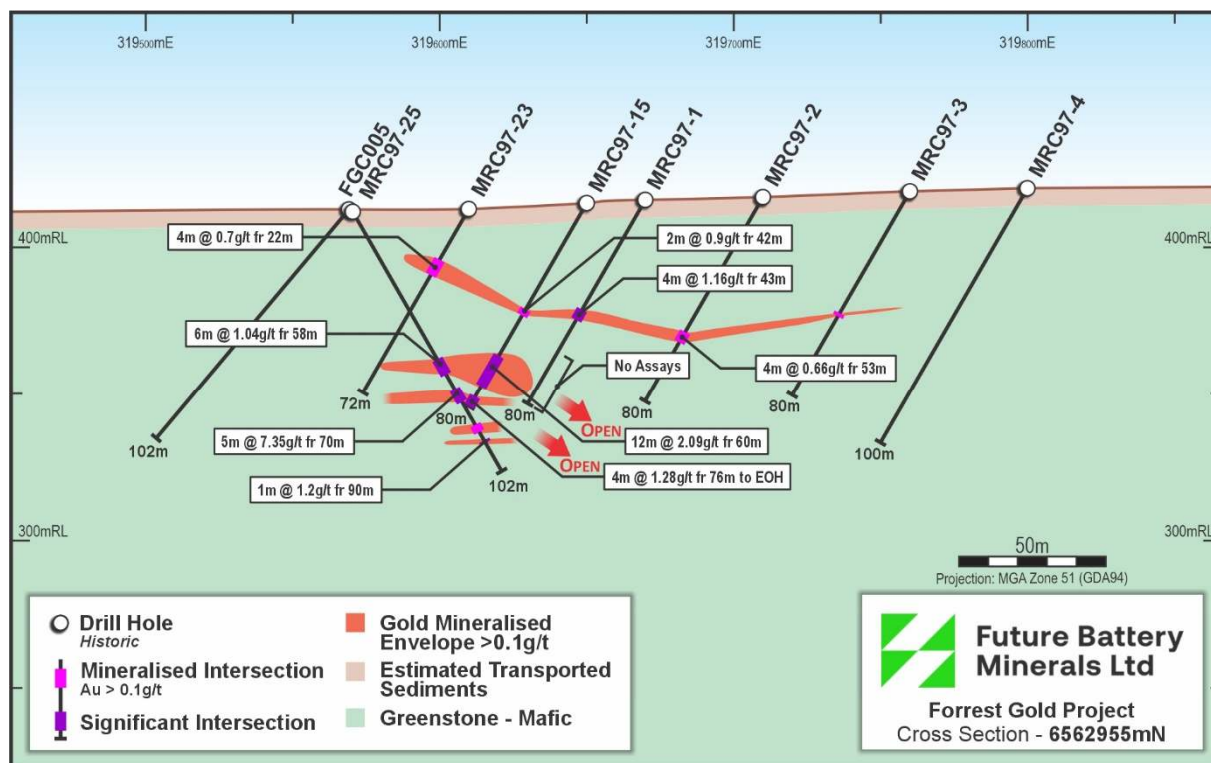 319500mE
319600mE
319700mE
319800mE
FGC005
MRC97-25
MRC97-23
MRC97-15
MRC97-1
MRC97-2
MRC97-3
MRC97-4
400mRL
400mRL
4m @ 0.7g/t fr 22m
2m @ 0.9g/t fr 42m
4m @ 1.16g/t fr 43m
6m @ 1.04g/t fr 58m
No Assays
4m @ 0.66g/t fr 53m
72m
80m
80m
80m
80m
102m
100m
OPEN
5m @ 7.35g/t fr 70m
12m @ 2.09g/t fr 60m
OPEN
1m @ 1.2g/t fr 90m
4m @ 1.28g/t fr 76m to EOH
102m
300mRL
300mRL
50m
Projection: MGA Zone 51 (GDA94)
Drill Hole
Historic
Mineralised Intersection
Au > 0.1g/t
Significant Intersection
Gold Mineralised
Envelope >0.1g/t
Estimated Transported
Sediments
Greenstone - Mafic
Future Battery
Minerals Ltd
Forrest Gold Project
Cross Section - 6562955mN